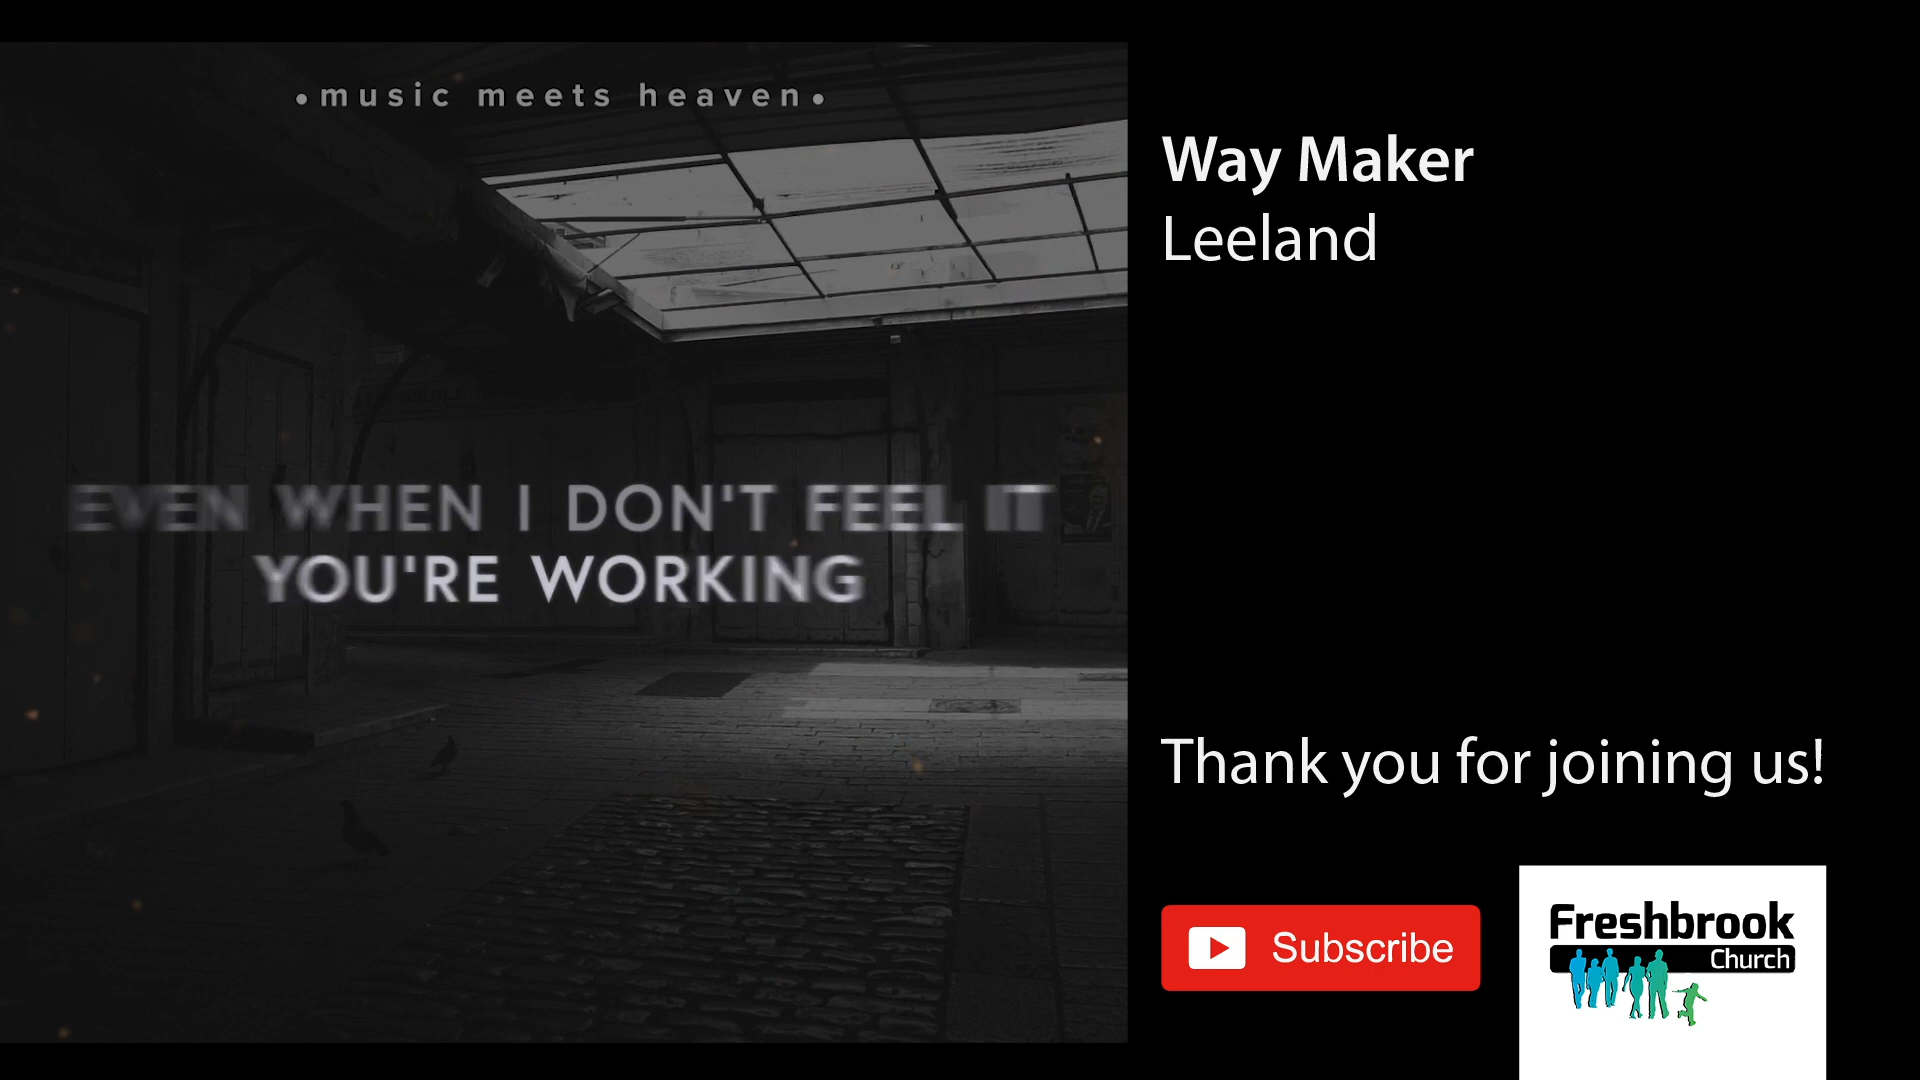 •music meets heaven•
EVEN WHEN I DON'T FEEL IT
YOU'RE WORKING
Way Maker
Leeland
Thank you for joining us!
Subscribe
Freshbrook
Church